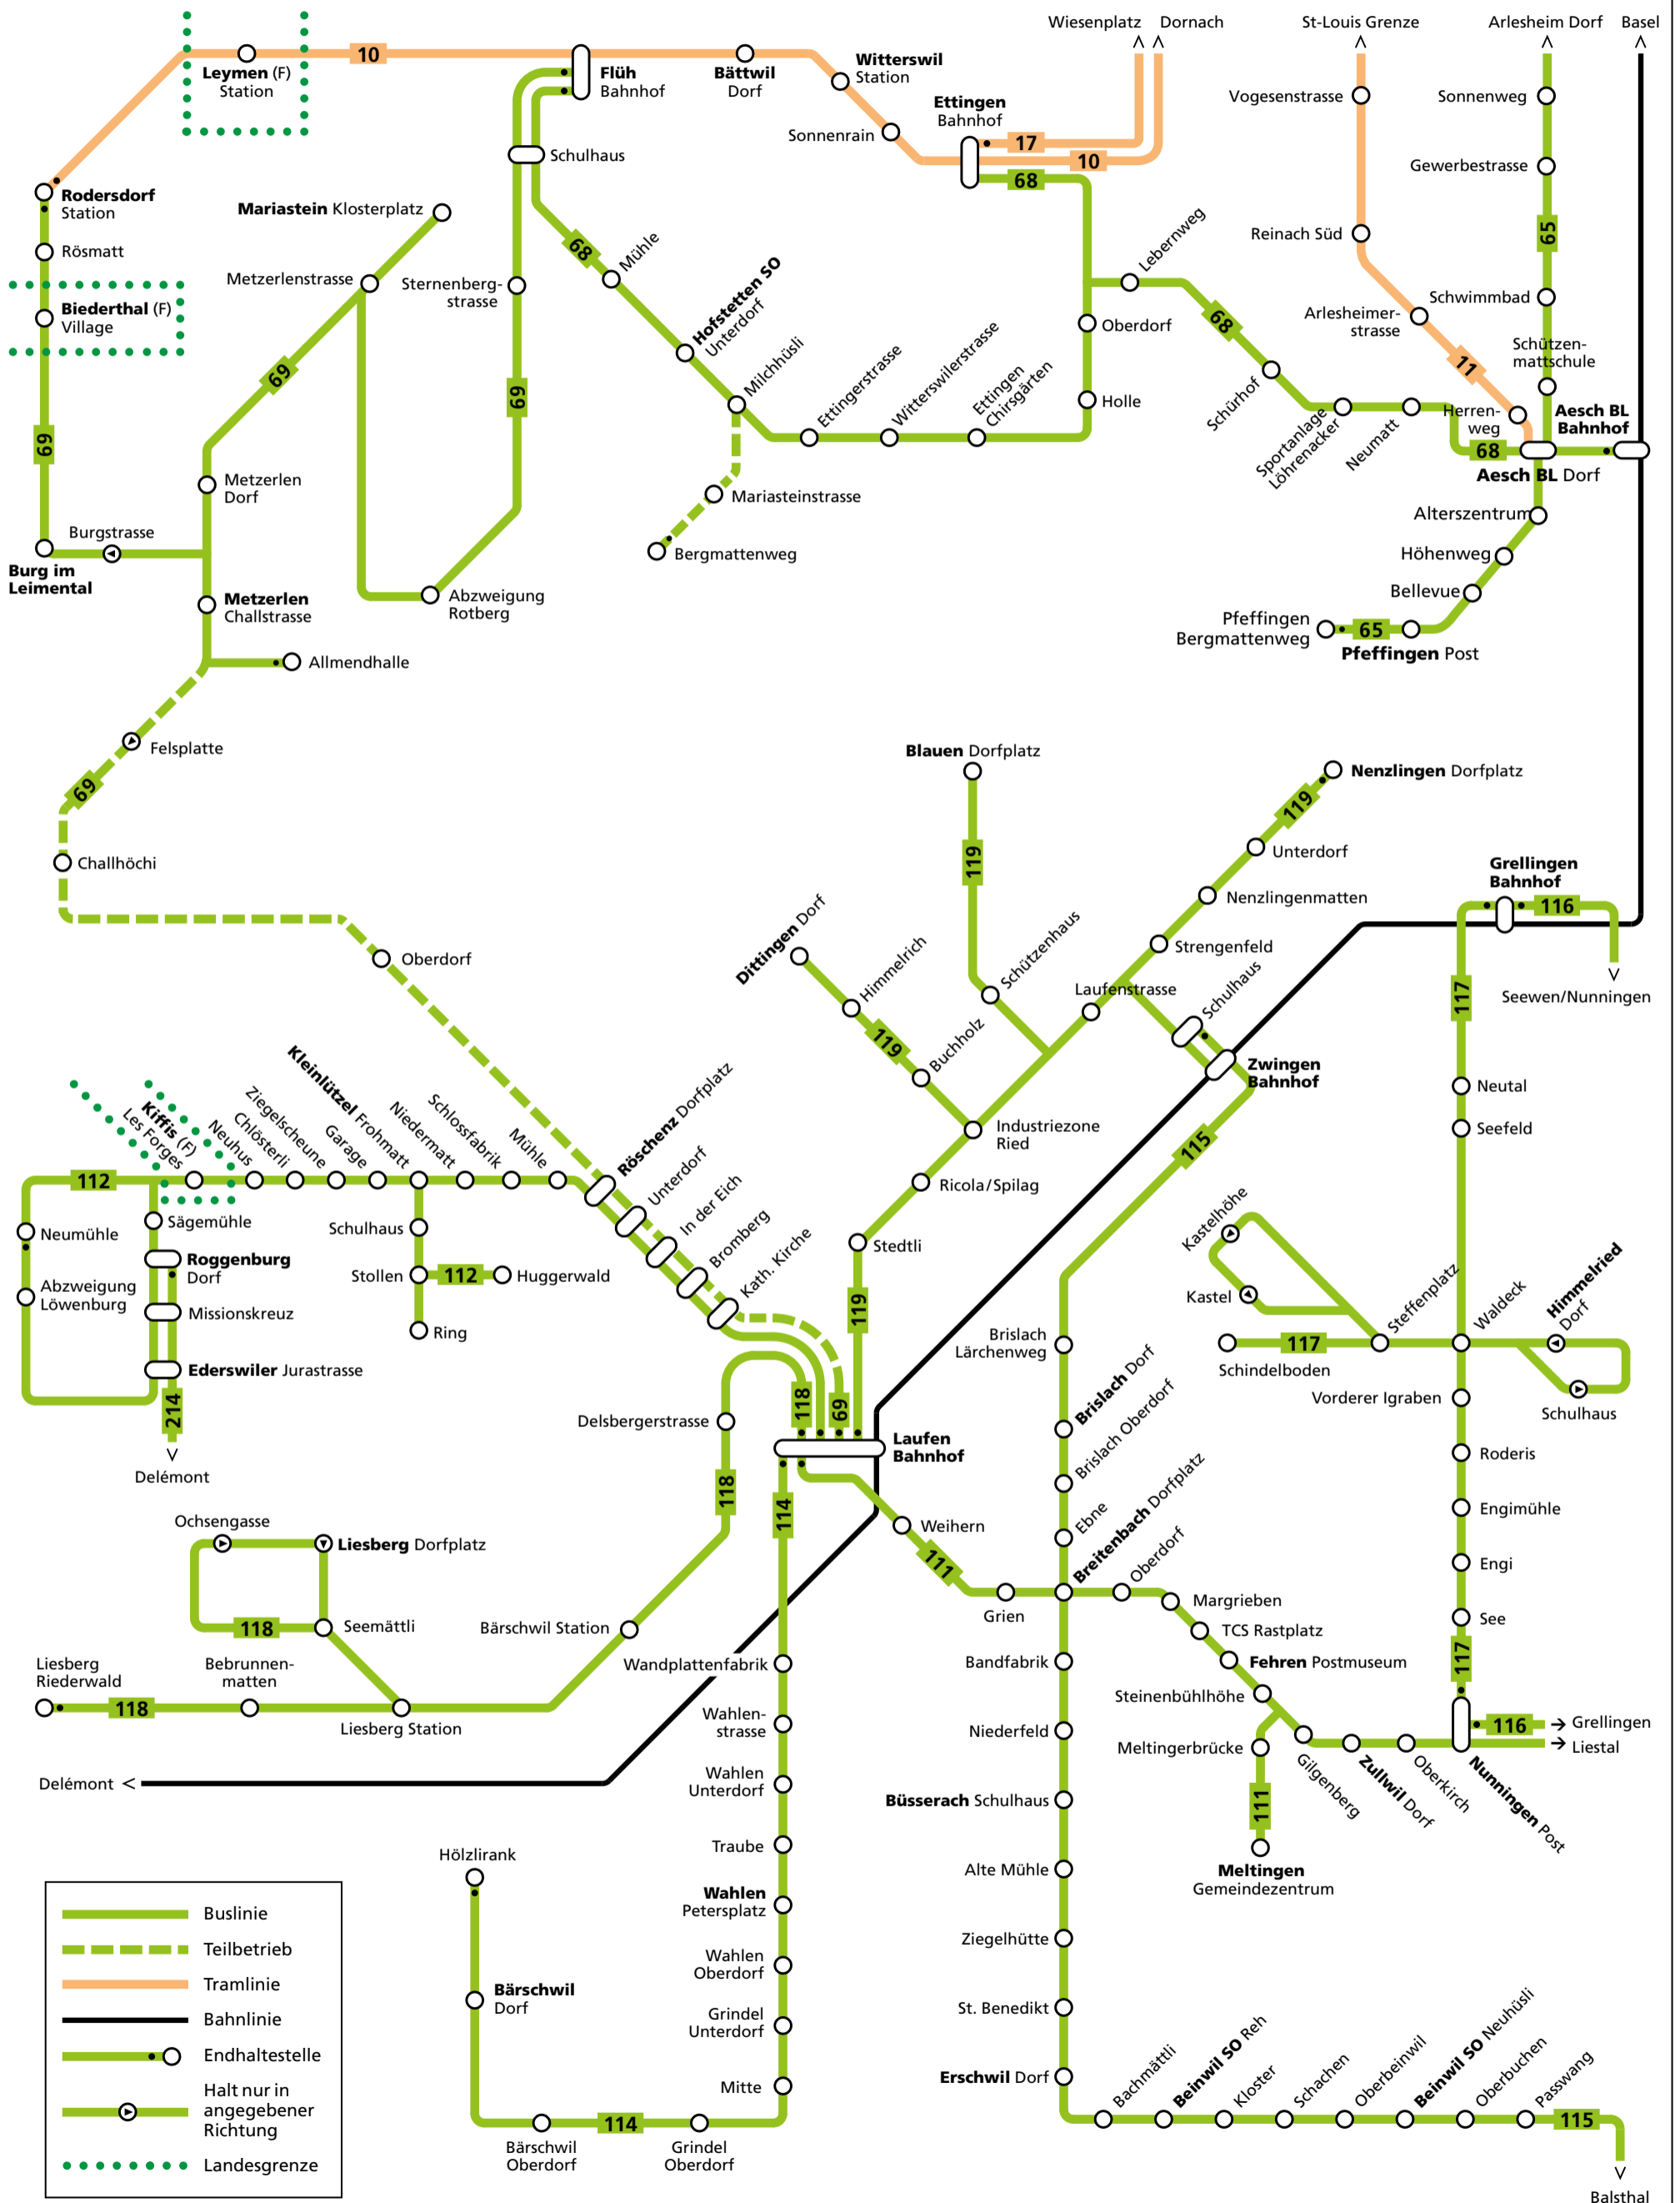 Wiesenplatz
Dornach
St-Louis Grenze
Arlesheim Dorf
Basel
10
Leymen (F)
Station
Flüh
Bahnhof
Bättwil
Dorf
Witterswil
Station
Sonnenrain
Ettingen
Bahnhof
17
10
68
Vogesenstrasse
Sonnenweg
Gewerbestrasse
65
Reinach Süd
Schwimmbad
Arlesheimer-
strasse
Schützen-
mattschule
11
Herren-
weg
Aesch BL
Bahnhof
68
Aesch BL Dorf
Alterszentrum
Höhenweg
Bellevue
Pfeffingen
Bergmattenweg
65
Pfeffingen Post
Schulhaus
Rodersdorf
Station
Rösmatt
Biederthal (F)
Village
69
Burgstrasse
Burg im
Leimental
Mariastein Klosterplatz
Metzerlenstrasse
69
Sternenberg-
strasse
69
Metzerlen
Dorf
Metzerlen
Challstrasse
Abzweigung
Rotberg
Allmendhalle
68
Mühle
Hofstetten SO
Unterdorf
Milchhüsli
Ettingerstrasse
Witterswilerstrasse
Ettingen
Chirsgärten
Mariasteinstrasse
Bergmattenweg
Lebernweg
Oberdorf
Holle
68
Schürhof
Sportanlage
Löhrenacker
Neumatt
Felsplatte
69
Challhöchi
Oberdorf
Blauen Dorfplatz
119
Nenzlingen Dorfplatz
119
Unterdorf
Nenzlingenmatten
Strengenfeld
Laufenstrasse
Schulhaus
Zwingen
Bahnhof
Schützenhaus
Dittingen Dorf
Himmelrich
119
Buchholz
Industriezone
Ried
Ricola/Spilag
Stedtli
119
Grellingen
Bahnhof
116
Seewen/Nunningen
117
Neutal
Seefeld
115
Kiffis (F)
Les Forges
Neuhus
Chlösterli
Ziegelscheune
Garage
Kleinlützel Frohmatt
Niedermatt
Schlossfabrik
Mühle
Röschenz Dorfplatz
Unterdorf
In der Eich
Bromberg
Kath. Kirche
112
Neumühle
Abzweigung
Löwenburg
Sägemühle
Roggenburg
Dorf
Missionskreuz
Ederswiler Jurastrasse
214
Delémont
Schulhaus
Stollen
112
Huggerwald
Ring
Kastelhöhe
Kastel
117
Schindelboden
Steffenplatz
Waldeck
Himmelried
Dorf
Schulhaus
Vorderer Igraben
Roderis
Engimühle
Engi
See
117
Brislach
Lärchenweg
Brislach Dorf
Brislach Oberdorf
Ebne
Breitenbach Dorfplatz
Oberdorf
118
69
Laufen
Bahnhof
Delsbergerstrasse
118
114
Weihern
111
Grien
Margrieben
TCS Rastplatz
Fehren Postmuseum
Steinenbühlhöhe
Meltingerbrücke
111
Meltingen
Gemeindezentrum
Gilgenberg
Zullwil Dorf
Oberkirch
Nunningen Post
116
Grellingen
Liestal
Ochsengasse
Liesberg Dorfplatz
118
Seemättli
Liesberg
Riederwald
Bebrunnen-
matten
118
Liesberg Station
Bärschwil Station
Delémont
Wandplattenfabrik
Wahlen-
strasse
Wahlen
Unterdorf
Traube
Wahlen
Petersplatz
Wahlen
Oberdorf
Grindel
Unterdorf
Mitte
Grindel
Oberdorf
114
Bärschwil
Oberdorf
Bärschwil
Dorf
Hölzlirank
Bandfabrik
Niederfeld
Büsserach Schulhaus
Alte Mühle
Ziegelhütte
St. Benedikt
Erschwil Dorf
Bachmättli
Beinwil SO Reh
Kloster
Schachen
Oberbeinwil
Beinwil SO Neuhüsli
Oberbuchen
Passwang
115
Balsthal
Buslinie
Teilbetrieb
Tramlinie
Bahnlinie
Endhaltestelle
Halt nur in
angegebener
Richtung
Landesgrenze